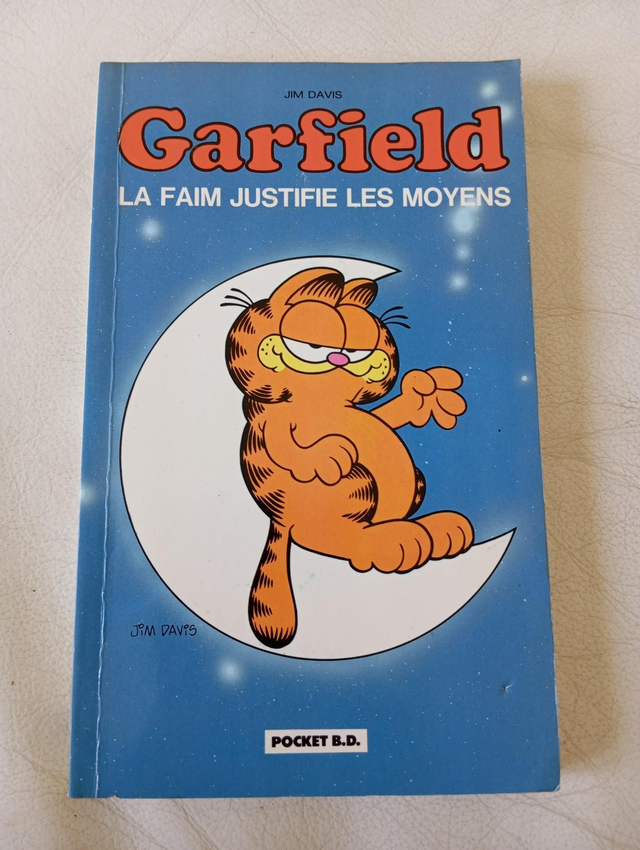 JIM DAVIS
Garfield
LA FAIM JUSTIFIE LES MOYENS
JIM DAVIS
POCKET B.D.